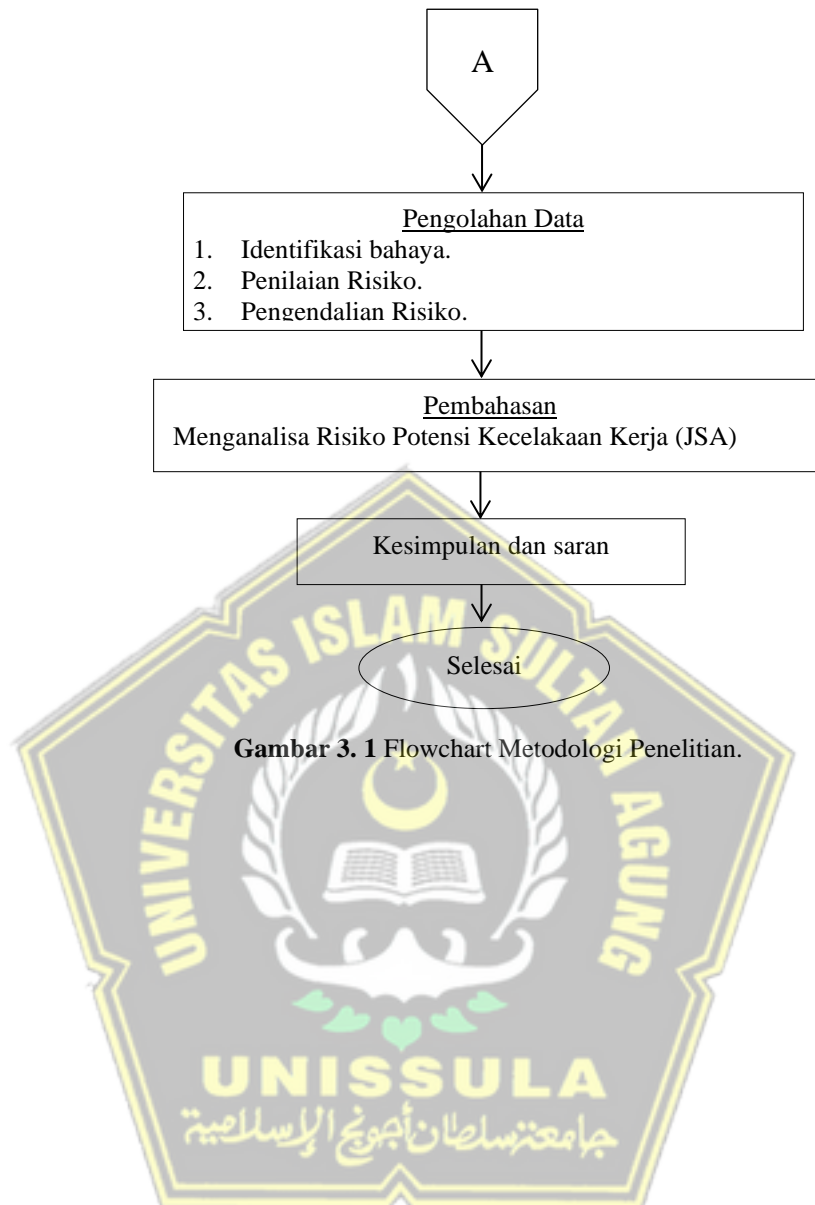 A
Pengolahan Data
1. Identifikasi bahaya.
2. Penilaian Risiko.
3. Pengendalian Risiko.
Pembahasan
Menganalisa Risiko Potensi Kecelakaan Kerja (JSA)
Kesimpulan dan saran
Selesai
Gambar 3. 1 Flowchart Metodologi Penelitian.
UNIVERSITAS ISLAM SULTAN AGUNG
UNISSULA
جامعة سلطان أجونج الإسلامية